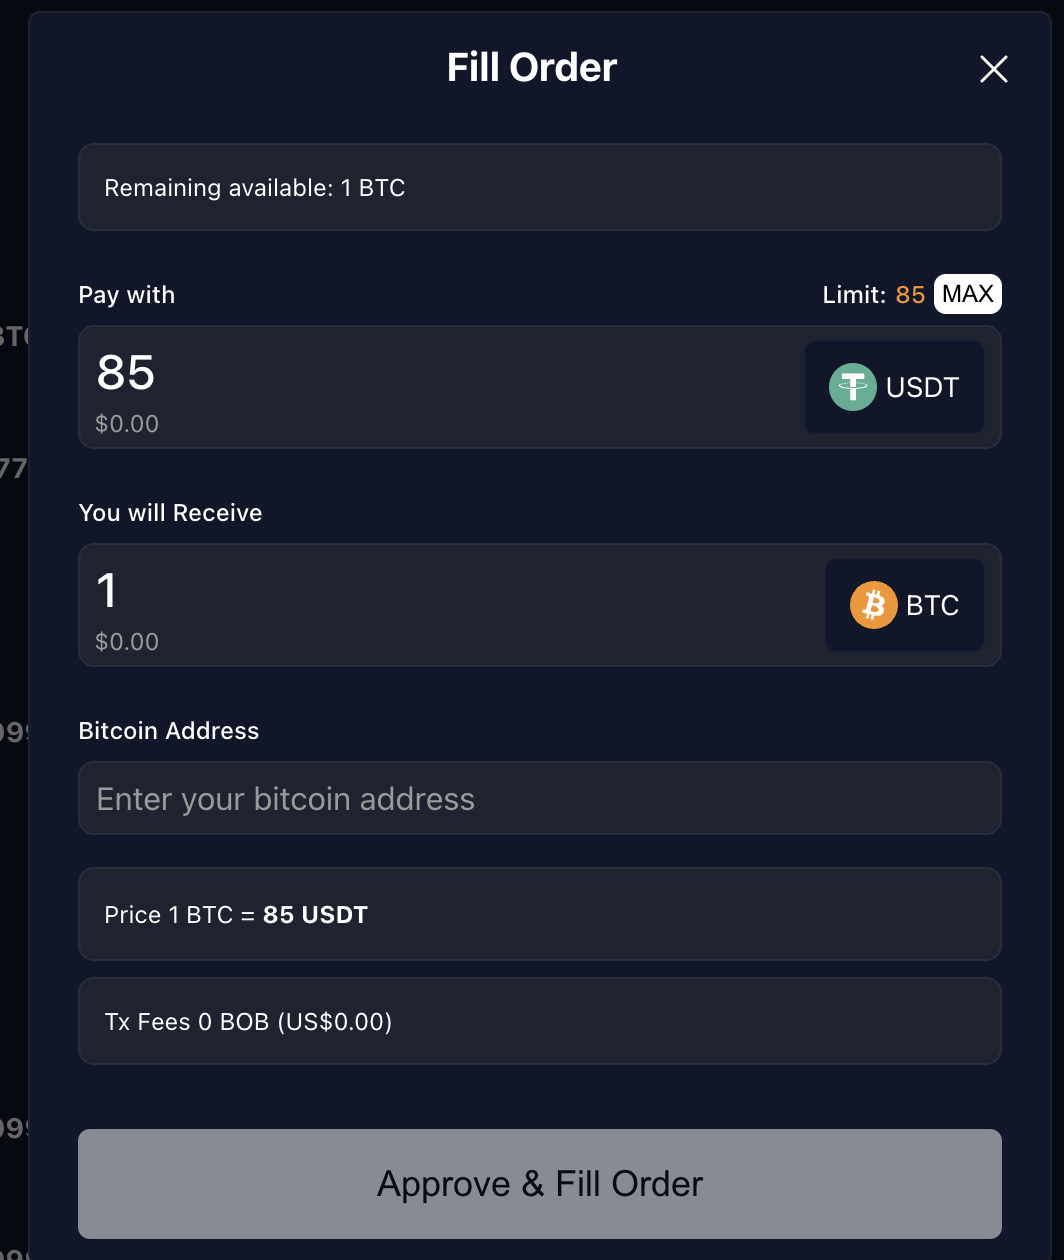 Fill Order
Remaining available: 1 BTC
Pay with
Limit: 85 MAX
85
$0.00
USDT
You will Receive
1
$0.00
BTC
Bitcoin Address
Enter your bitcoin address
Price 1 BTC = 85 USDT
Tx Fees 0 BOB (US$0.00)
Approve & Fill Order